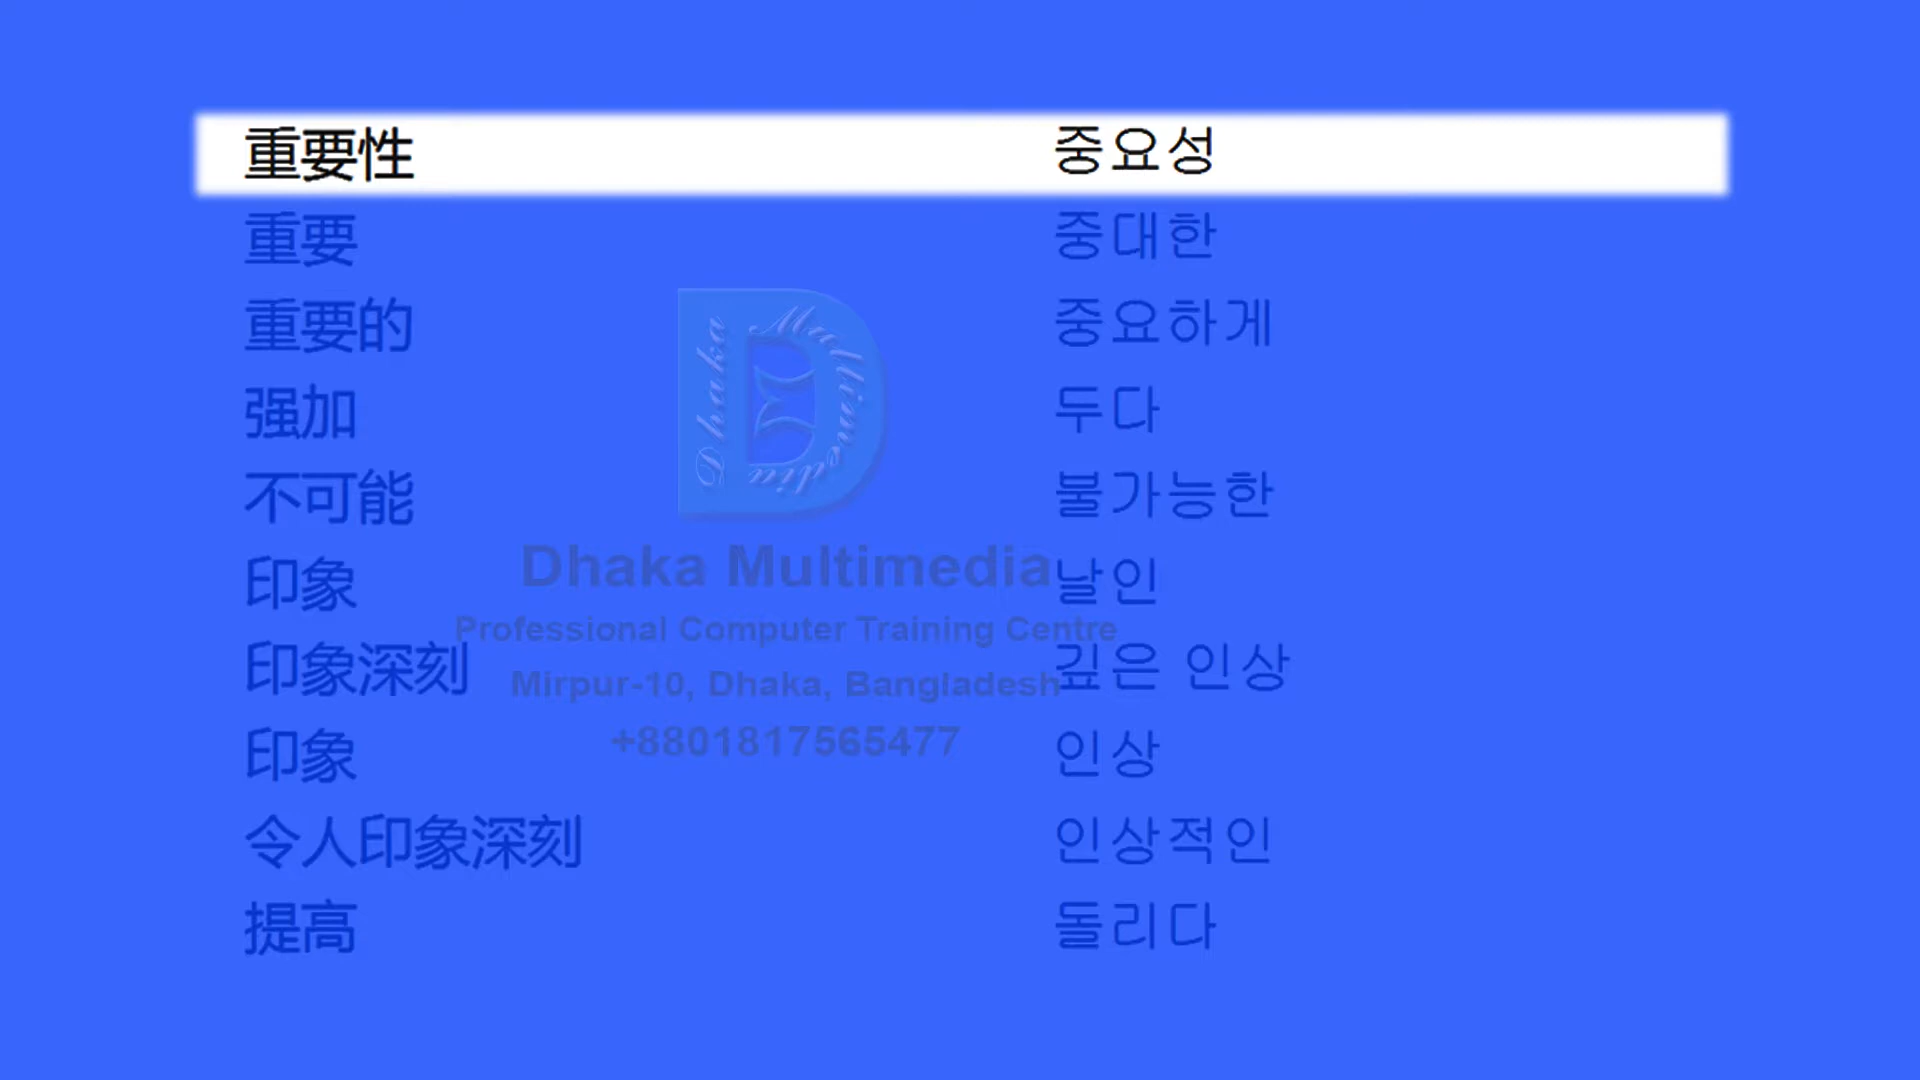 重要性 중요성
重要 중대한
重要的 중요하게
强加 두다
不可能 불가능한
印象 날인
印象深刻 깊은 인상
印象 인상
令人印象深刻 인상적인
提高 돌리다
Dhaka Multimedia
Dhaka Multimedia
Professional Computer Training Centre
Mirpur-10, Dhaka, Bangladesh
+8801817565477